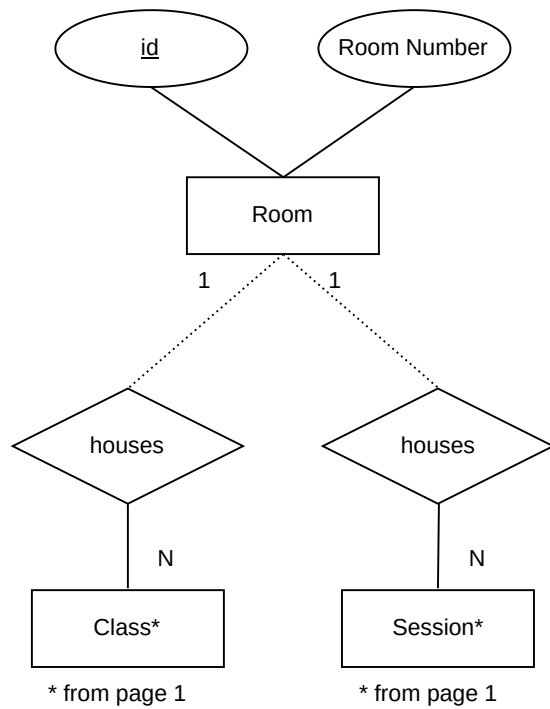 id
Room Number
Room
1
1
houses
houses
N
N
Class*
Session*
* from page 1
* from page 1